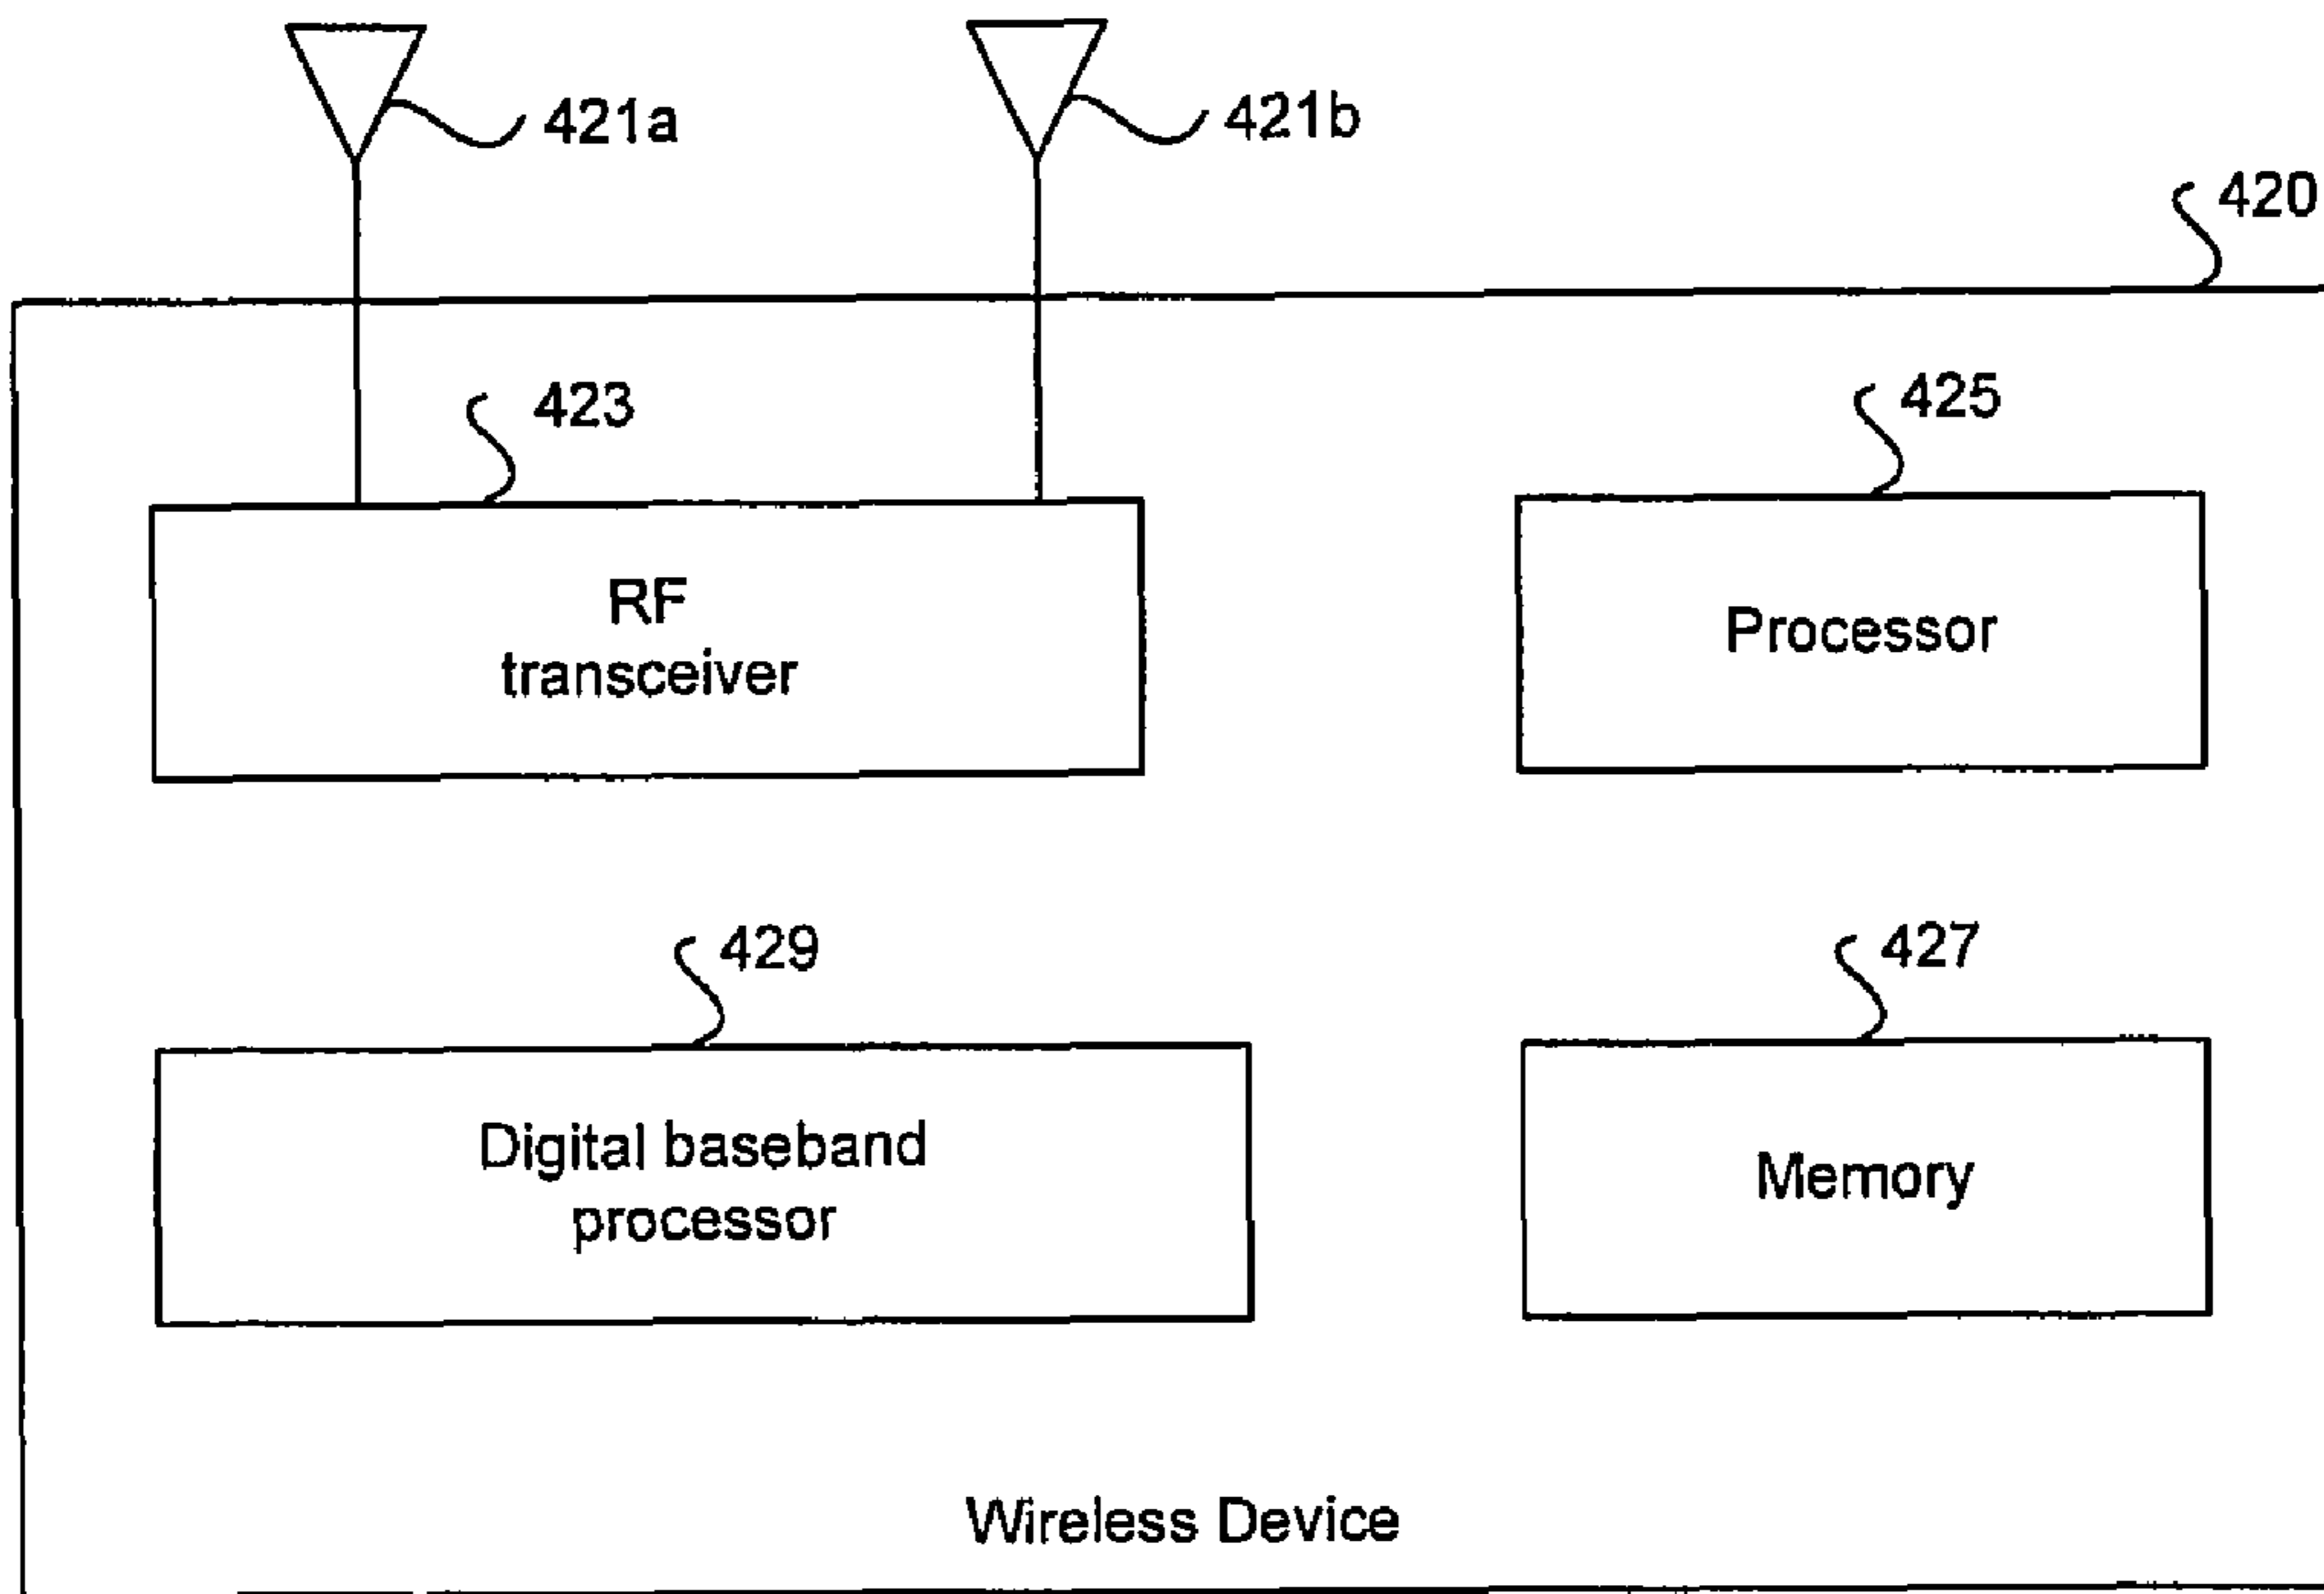 421a
421b
420
423
425
RF
transceiver
Processor
429
427
Digital baseband
processor
Memory
Wireless Device